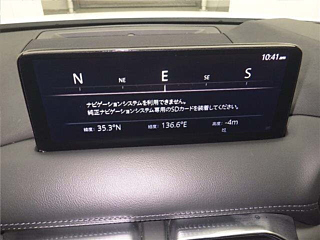 10:41 a.m.
N NE E SE S
ナビゲーションシステムを利用できません。
純正ナビゲーションシステム専用のSDカードを装着してください。
緯度: 35.3°N 経度: 136.6°E 高度: -4m